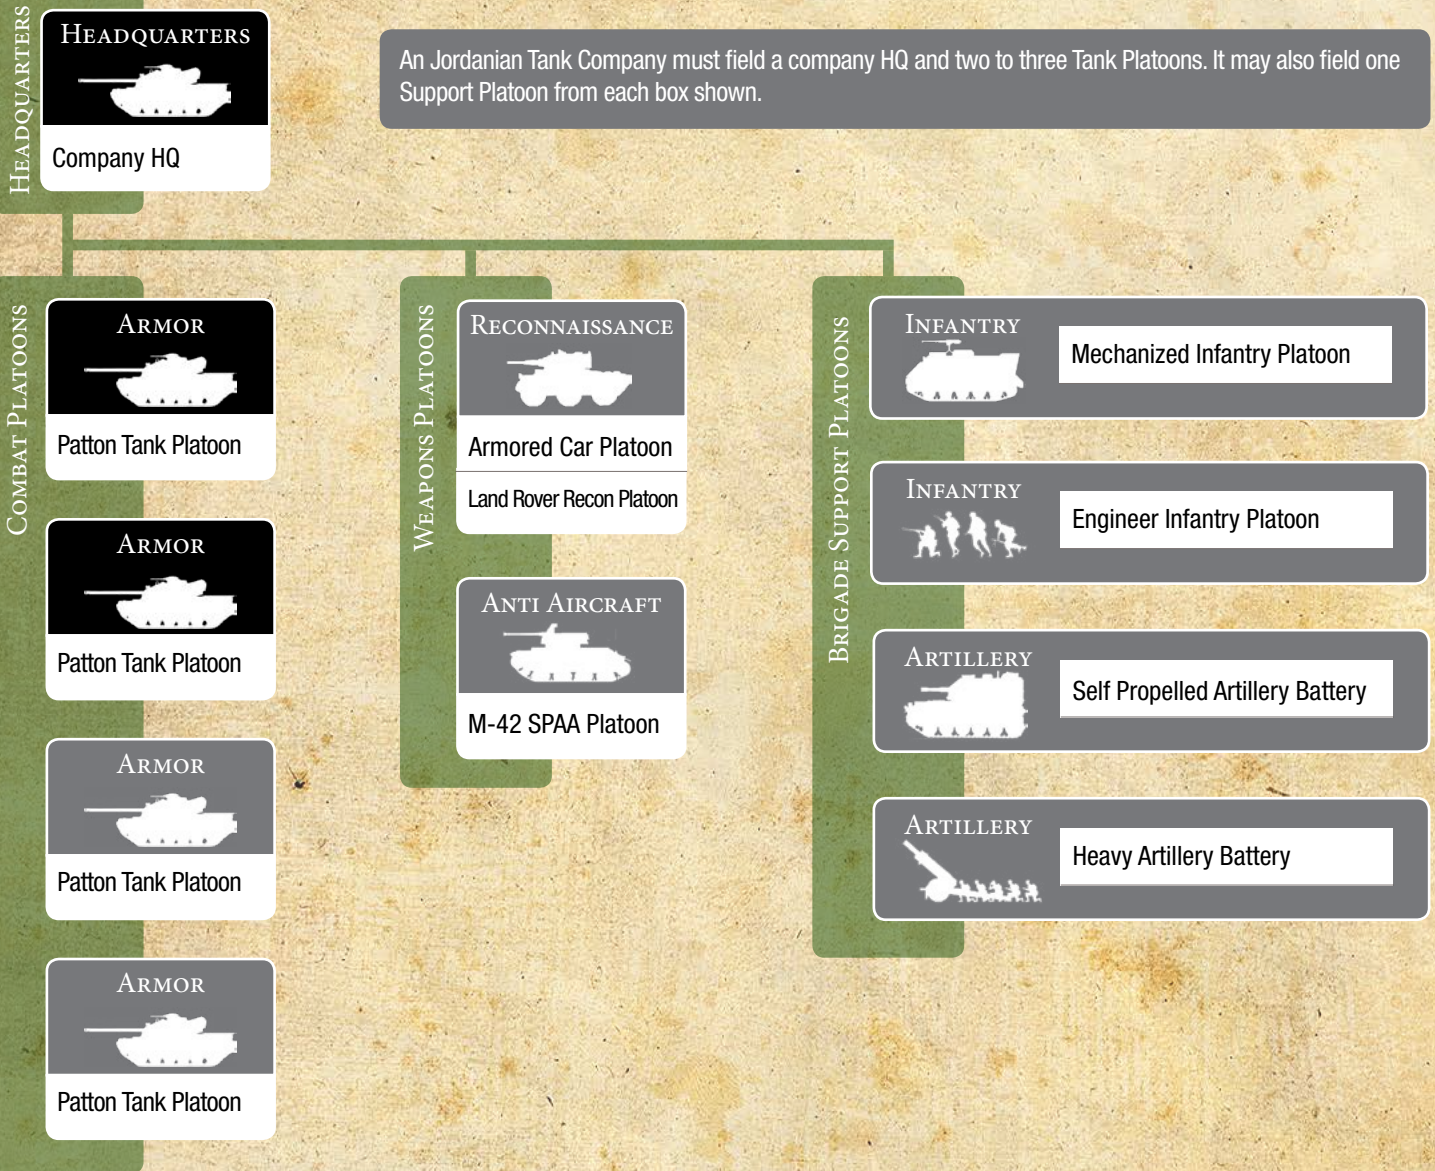 HEADQUARTERS
HEADQUARTERS
Company HQ
An Jordanian Tank Company must field a company HQ and two to three Tank Platoons. It may also field one
Support Platoon from each box shown.
COMBAT PLATOONS
ARMOR
Patton Tank Platoon
ARMOR
Patton Tank Platoon
ARMOR
Patton Tank Platoon
ARMOR
Patton Tank Platoon
WEAPONS PLATOONS
RECONNAISSANCE
Armored Car Platoon
Land Rover Recon Platoon
ANTI AIRCRAFT
M-42 SPAA Platoon
BRIGADE SUPPORT PLATOONS
INFANTRY
Mechanized Infantry Platoon
INFANTRY
Engineer Infantry Platoon
ARTILLERY
Self Propelled Artillery Battery
ARTILLERY
Heavy Artillery Battery